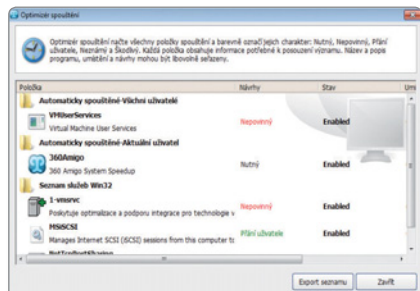 Optimizér spouštění
Optimizér spouštění načte všechny položky spouštění a barevně označí jejich charakter: Nutný, Nepovinný, Přání
uživatele, Neznámý a Škodlivý. Každá položka obsahuje informace potřebné k posouzení významu. Název a popis
programu, umístění a návrhy mohou být libovolně seřazeny.
Položka Návrhy Stav Umí
Automaticky spouštěné-Všichni uživatelé
VMUserServices Nepovinný Enabled
Virtual Machine User Services
Automaticky spouštěné-Aktuální uživatel
360Amigo Nutný Enabled
360 Amigo System Speedup
Seznam služeb Win32
1-vmsrvc Nepovinný Enabled
Poskytuje optimalizace a podporu integrace pro technologie v
MSiSCSI Přání uživatele Enabled
Manages Internet SCSI (iSCSI) sessions from this computer to
NetTcpPortSharing
Export seznamu Zavřít